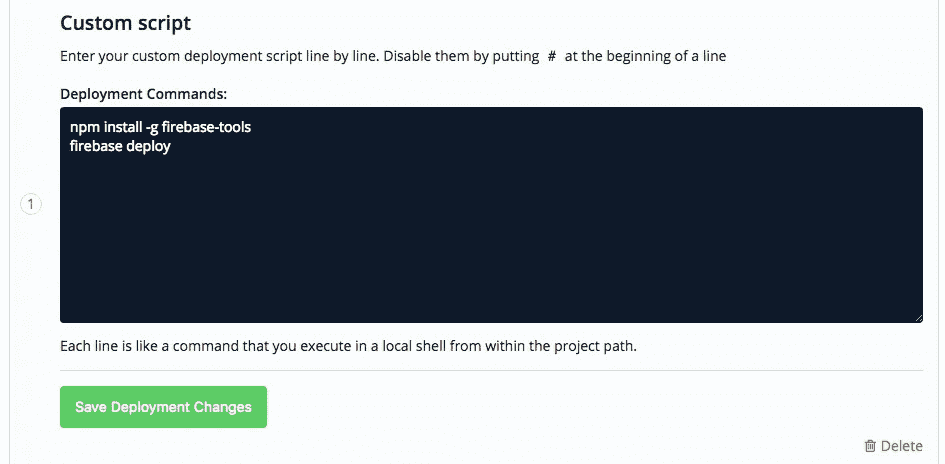 Custom script
Enter your custom deployment script line by line. Disable them by putting # at the beginning of a line
Deployment Commands:
npm install -g firebase-tools
firebase deploy
1
Each line is like a command that you execute in a local shell from within the project path.
Save Deployment Changes
Delete